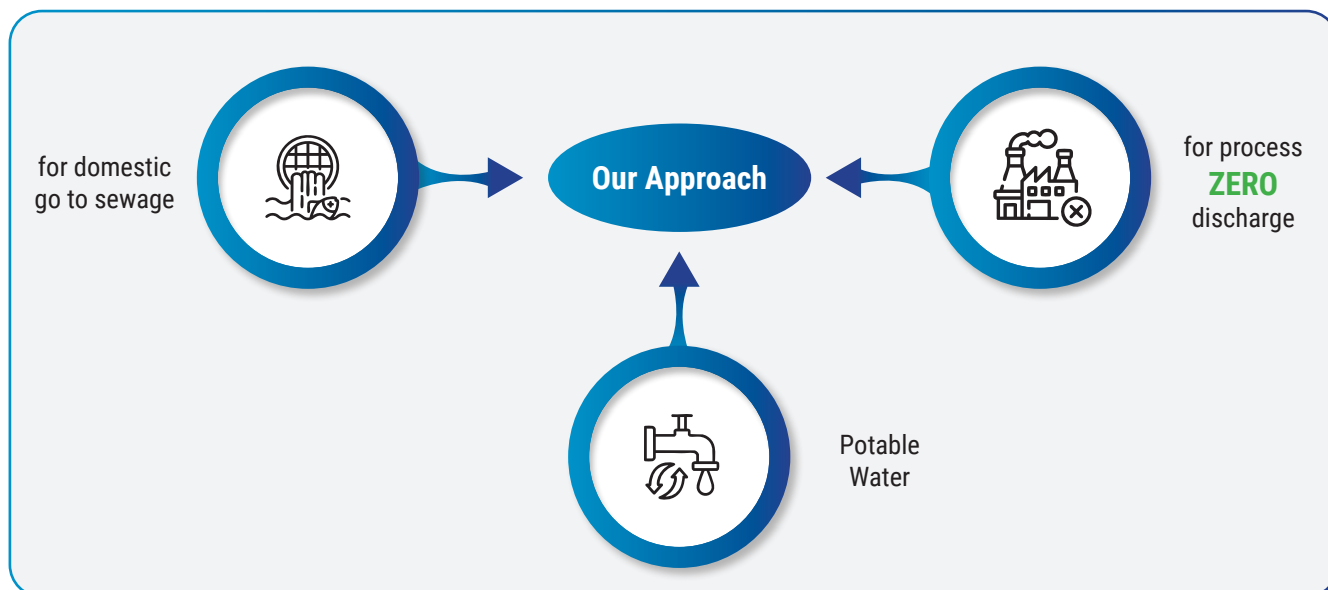 for domestic
go to sewage
Our Approach
for process
ZERO
discharge
Potable
Water